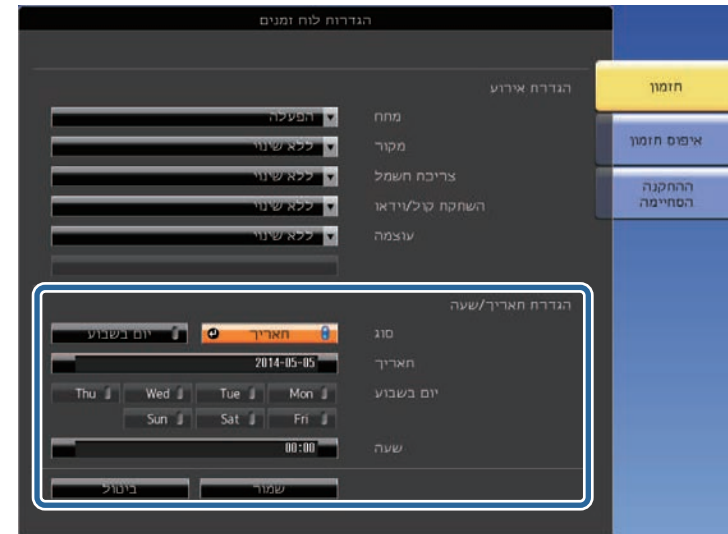 הגדרות לוח זמנים
הגדרת אירוע
מתח הפעלה
מקור ללא שינוי
צריכת חשמל ללא שינוי
השתקת קול/וידאו ללא שינוי
עוצמה ללא שינוי
הגדרת תאריך/שעה
סוג תאריך יום בשבוע
תאריך 2014-05-05
יום בשבוע Mon Tue Wed Thu
Fri Sat Sun
שעה 00:00
שמור ביטול
תזמון
איפוס תזמון
ההתקנה
הסתיימה